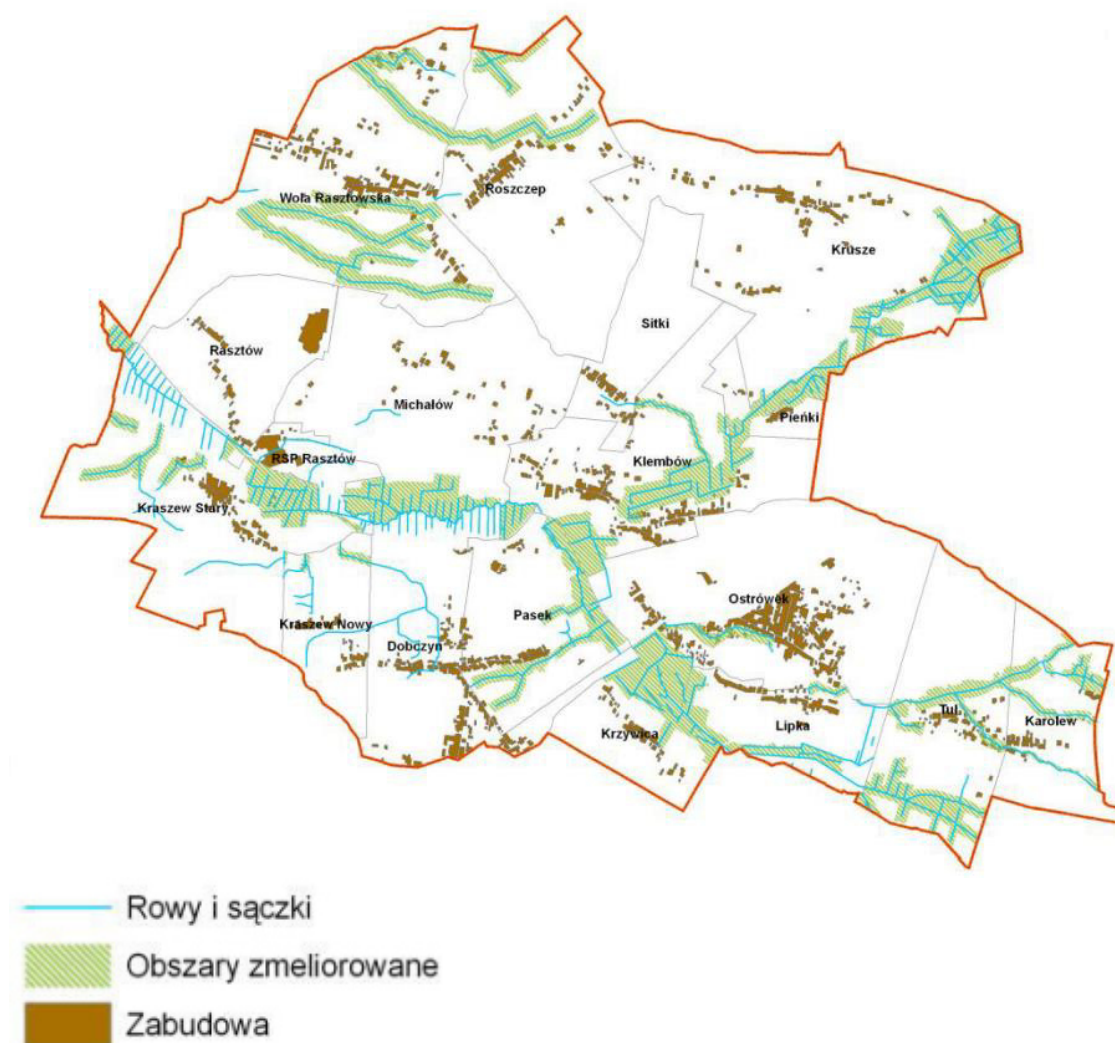 Roszczep
Wola Rasztowska
Krusze
Sitki
Rasztów
Michałów
Pieńki
RSP Rasztów
Klembów
Kraszew Stary
Ostrówek
Pasek
Kraszew Nowy
Dobczyn
Tul.
Karolew
Lipka
Krzywica
Rowy i sączki
Obszary zmeliorowane
Zabudowa